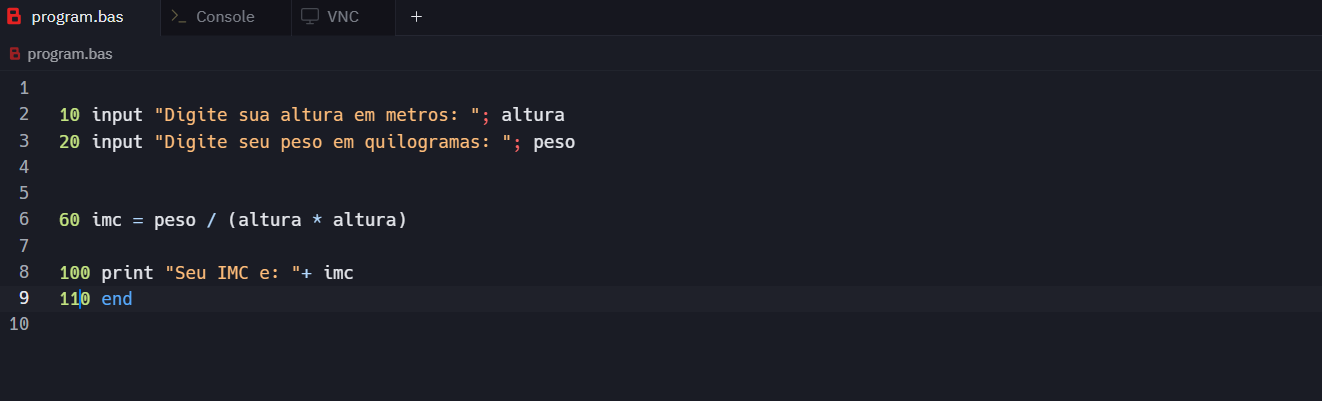 program.bas Console VNC +
program.bas
1
2 10 input "Digite sua altura em metros: "; altura
3 20 input "Digite seu peso em quilogramas: "; peso
4
5
6 60 imc = peso / (altura * altura)
7
8 100 print "Seu IMC e: "+ imc
9 110 end
10